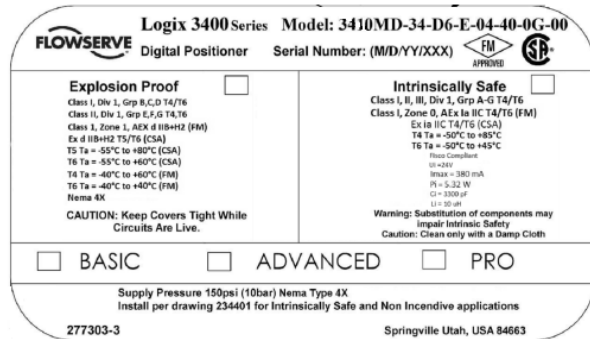 Logix 3400 Series Model: 3410MD-34-D6-E-04-40-0G-00
FLOWSERVE
Digital Positioner Serial Number: (M/D/YY/XXX)
FM
APPROVED
SA
Explosion Proof
Class I, Div 1, Grp B,C,D T4/T6
Class II, Div 1, Grp E,F,G T4,T6
Class 1, Zone 1, AEX d IIB+H2 (FM)
Ex d IIB+H2 T5/T6 (CSA)
T5 Ta = -55°C to +80°C (CSA)
T6 Ta = -55°C to +60°C (CSA)
T4 Ta = -40°C to +60°C (FM)
T6 Ta = -40°C to +40°C (FM)
Nema 4X
CAUTION: Keep Covers Tight While
Circuits Are Live.
Intrinsically Safe
Class I, II, III, Div 1, Grp A-G T4/T6
Class I, Zone 0, AEx Ia IIC T4/T6 (FM)
Ex ia IIC T4/T6 (CSA)
T4 Ta = -50°C to +85°C
T6 Ta = -50°C to +45°C
Fisco Compliant
Ui =24V
Imax = 380 mA
Pi = 5.32 W
Ci = 3300 pF
Li = 10 uH
Warning: Substitution of components may
impair Intrinsic Safety
Caution: Clean only with a Damp Cloth
BASIC ADVANCED PRO
Supply Pressure 150psi (10bar) Nema Type 4X
Install per drawing 234401 for Intrinsically Safe and Non Incendive applications
277303-3 Springville Utah, USA 84663